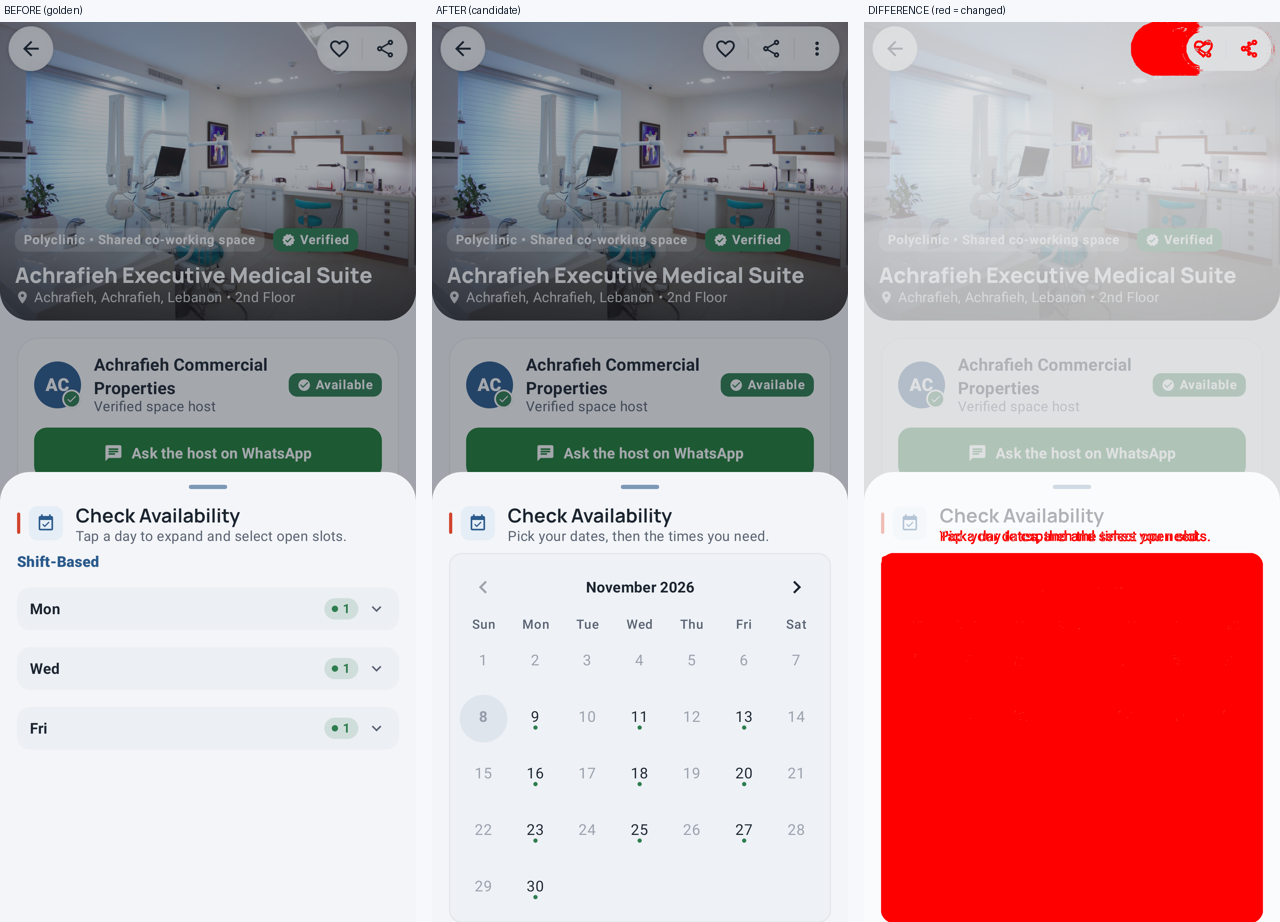 BEFORE (golden)
Polyclinic • Shared co-working space
Verified
Achrafieh Executive Medical Suite
Achrafieh, Achrafieh, Lebanon • 2nd Floor
AC
Achrafieh Commercial Properties
Verified space host
Available
Ask the host on WhatsApp
Check Availability
Tap a day to expand and select open slots.
Shift-Based
Mon
1
Wed
1
Fri
1
AFTER (candidate)
Polyclinic • Shared co-working space
Verified
Achrafieh Executive Medical Suite
Achrafieh, Achrafieh, Lebanon • 2nd Floor
AC
Achrafieh Commercial Properties
Verified space host
Available
Ask the host on WhatsApp
Check Availability
Pick your dates, then the times you need.
November 2026
Sun Mon Tue Wed Thu Fri Sat
1 2 3 4 5 6 7
8 9 10 11 12 13 14
15 16 17 18 19 20 21
22 23 24 25 26 27 28
29 30
DIFFERENCE (red = changed)
Polyclinic • Shared co-working space
Verified
Achrafieh Executive Medical Suite
Achrafieh, Achrafieh, Lebanon • 2nd Floor
AC
Achrafieh Commercial Properties
Verified space host
Available
Ask the host on WhatsApp
Check Availability